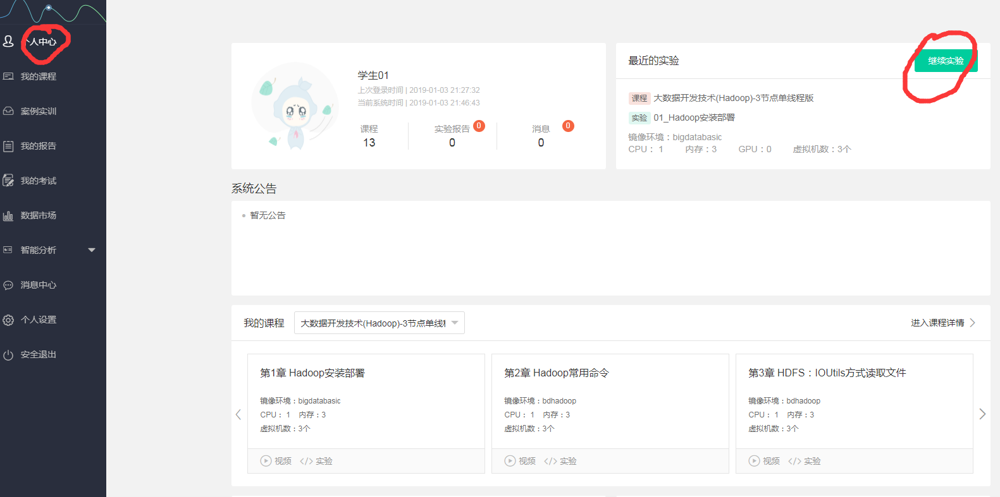 个人中心
我的课程
案例实训
我的报告
我的考试
数据市场
智能分析
消息中心
个人设置
安全退出
学生01
上次登录时间 | 2019-01-03 21:27:32
当前系统时间 | 2019-01-03 21:46:43
课程 实验报告 0 消息 0
13 0 0
最近的实验 继续实验
课程 大数据开发技术(Hadoop)-3节点单线程版
实验 01_Hadoop安装部署
镜像环境：bigdatabasic
CPU： 1 内存：3 GPU：0 虚拟机数：3个
系统公告
暂无公告
我的课程 大数据开发技术(Hadoop)-3节点单线 进入课程详情
第1章 Hadoop安装部署
镜像环境：bigdatabasic
CPU： 1 内存：3
虚拟机数：3个
视频 实验
第2章 Hadoop常用命令
镜像环境：bdhadoop
CPU： 1 内存：3
虚拟机数：3个
视频 实验
第3章 HDFS：IOUtils方式读取文件
镜像环境：bdhadoop
CPU： 1 内存：3
虚拟机数：3个
视频 实验